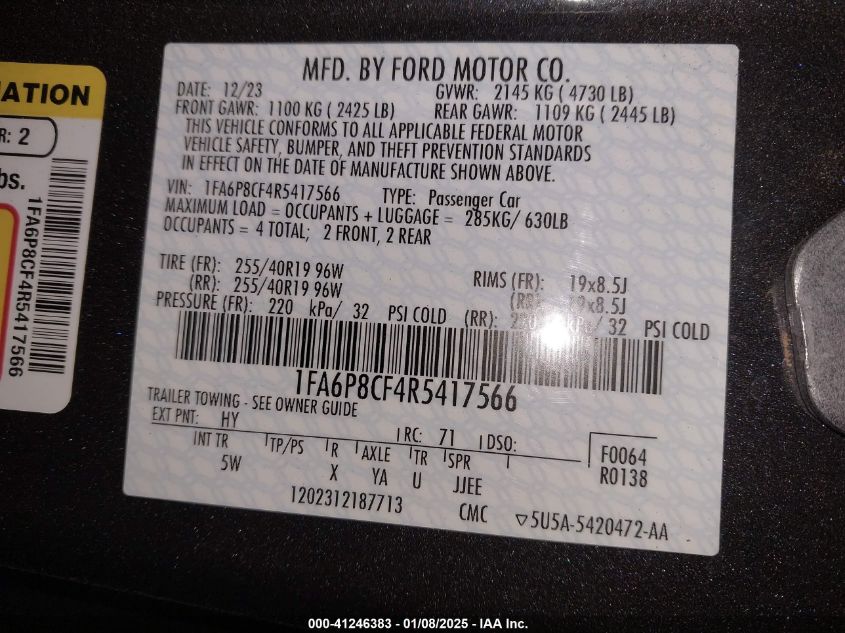 MATION
R: 2
bs.
1FA6P8CF4R5417566
MFD. BY FORD MOTOR CO.
DATE: 12/23 GVWR: 2145 KG ( 4730 LB)
FRONT GAWR: 1100 KG ( 2425 LB) REAR GAWR: 1109 KG ( 2445 LB)
THIS VEHICLE CONFORMS TO ALL APPLICABLE FEDERAL MOTOR
VEHICLE SAFETY, BUMPER, AND THEFT PREVENTION STANDARDS
IN EFFECT ON THE DATE OF MANUFACTURE SHOWN ABOVE.
VIN: 1FA6P8CF4R5417566 TYPE: Passenger Car
MAXIMUM LOAD = OCCUPANTS + LUGGAGE = 285KG/ 630LB
OCCUPANTS = 4 TOTAL; 2 FRONT, 2 REAR
TIRE (FR): 255/40R19 96W RIMS (FR): 19x8.5J
(RR): 255/40R19 96W (RR): 19x8.5J
PRESSURE (FR): 220 kPa/ 32 PSI COLD (RR): kPa/ 32 PSI COLD
1FA6P8CF4R5417566
TRAILER TOWING - SEE OWNER GUIDE
EXT PNT: HY RC: 71 DSO: F0064
INT TR TP/PS R AXLE TR SPR R0138
5W X YA U JJEE
1202312187713 CMC ▽5U5A-5420472-AA
000-41246383 - 01/08/2025 - IAA Inc.